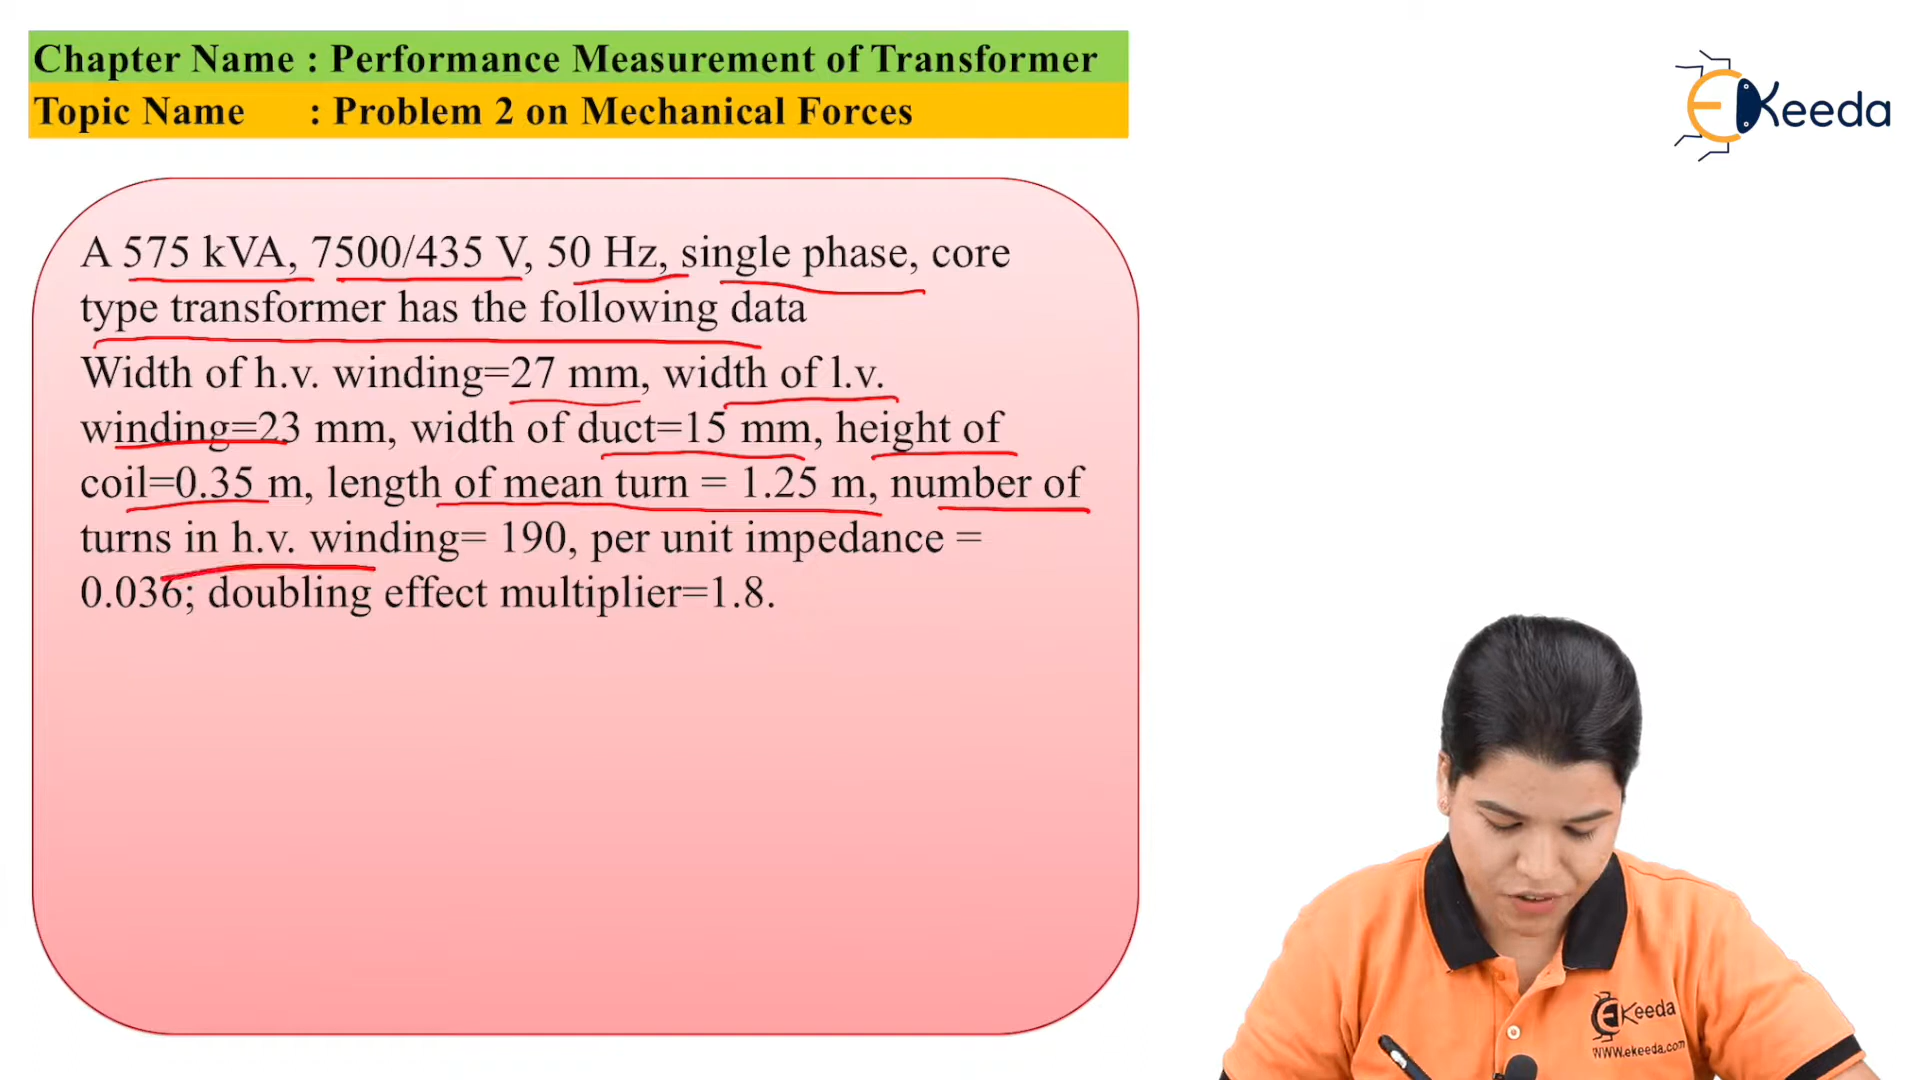 Chapter Name : Performance Measurement of Transformer
Topic Name : Problem 2 on Mechanical Forces
EKeeda
A 575 kVA, 7500/435 V, 50 Hz, single phase, core
type transformer has the following data
Width of h.v. winding=27 mm, width of l.v.
winding=23 mm, width of duct=15 mm, height of
coil=0.35 m, length of mean turn = 1.25 m, number of
turns in h.v. winding= 190, per unit impedance =
0.036; doubling effect multiplier=1.8.
EKeeda
WWW.ekeeda.com